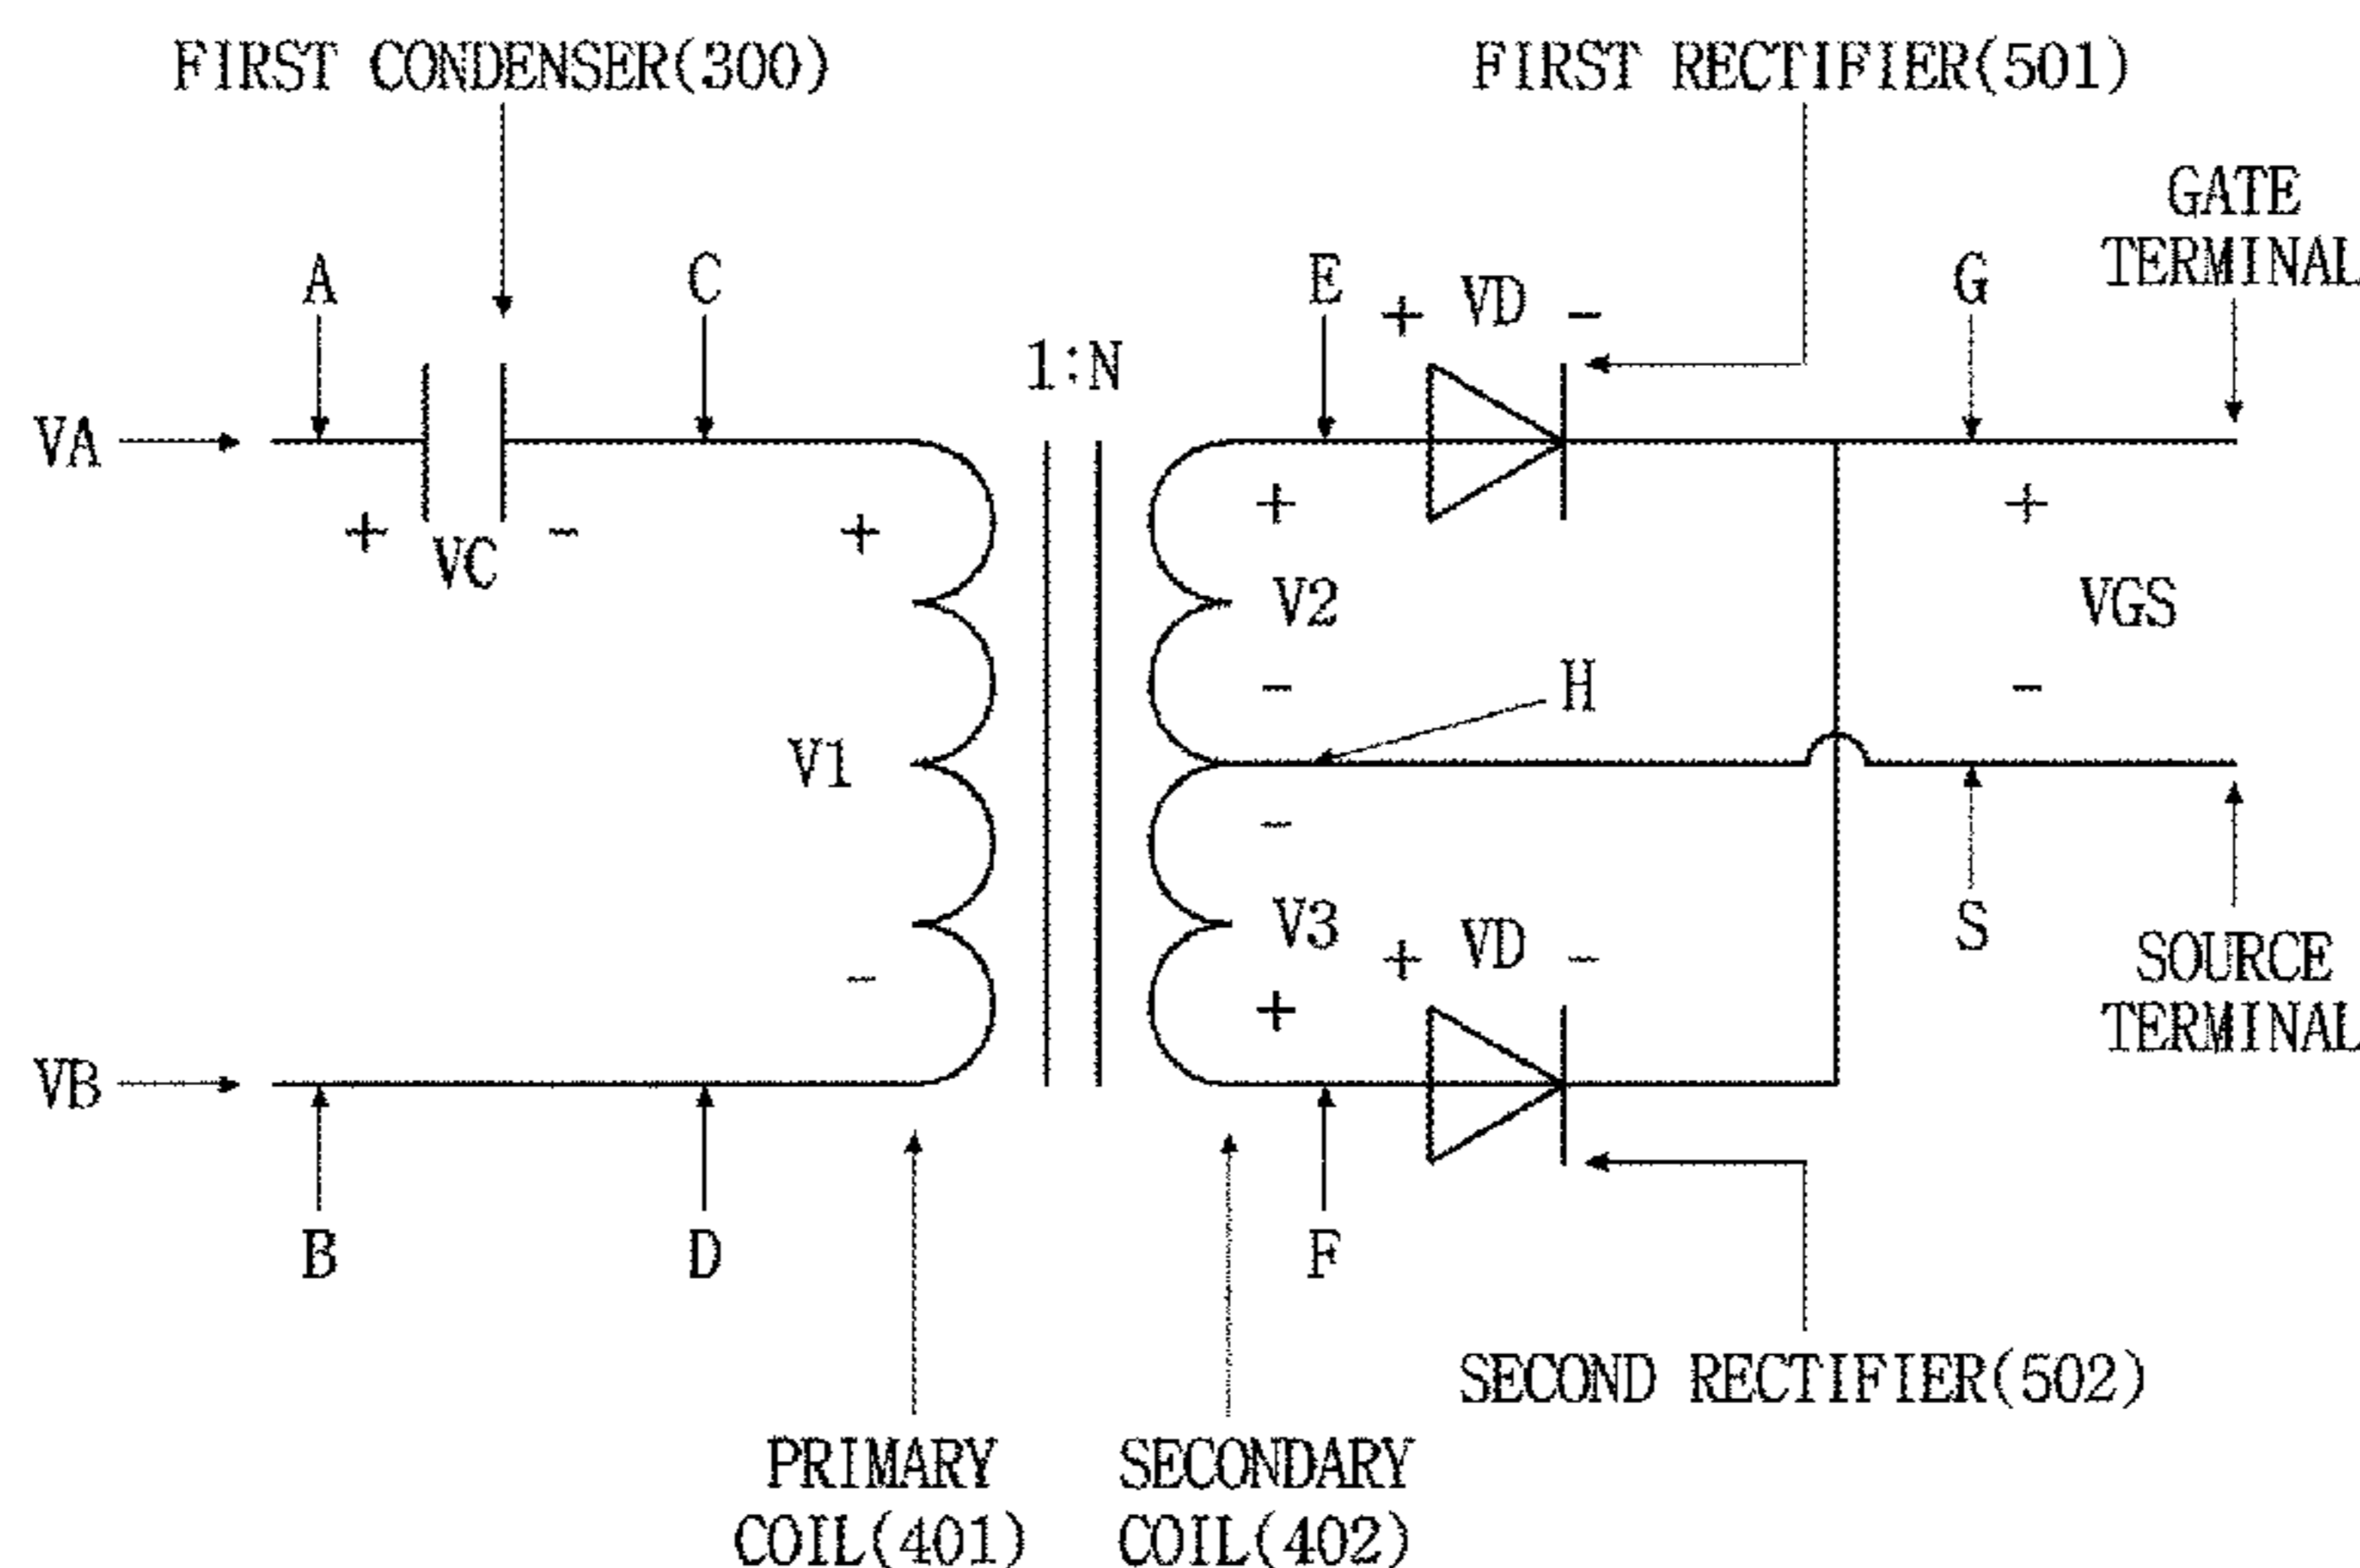 FIRST CONDENSER(300)
FIRST RECTIFIER(501)
GATE
TERMINAL
A
C
E
+ VD -
G
1:N
VA
+ VC -
+
+
+
V2
VGS
-
H
-
V1
-
V3
+ VD -
S
SOURCE
TERMINAL
-
+
VB
B
D
F
SECOND RECTIFIER(502)
PRIMARY
COIL(401)
SECONDARY
COIL(402)